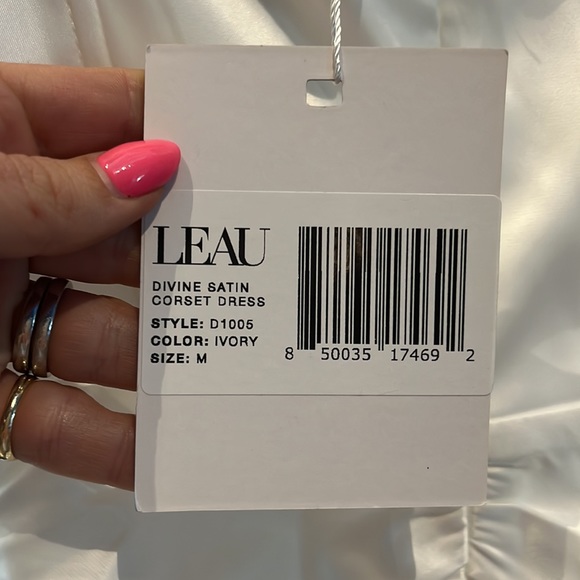 LEAU
DIVINE SATIN
CORSET DRESS
STYLE: D1005
COLOR: IVORY
SIZE: M
8 50035 17469 2